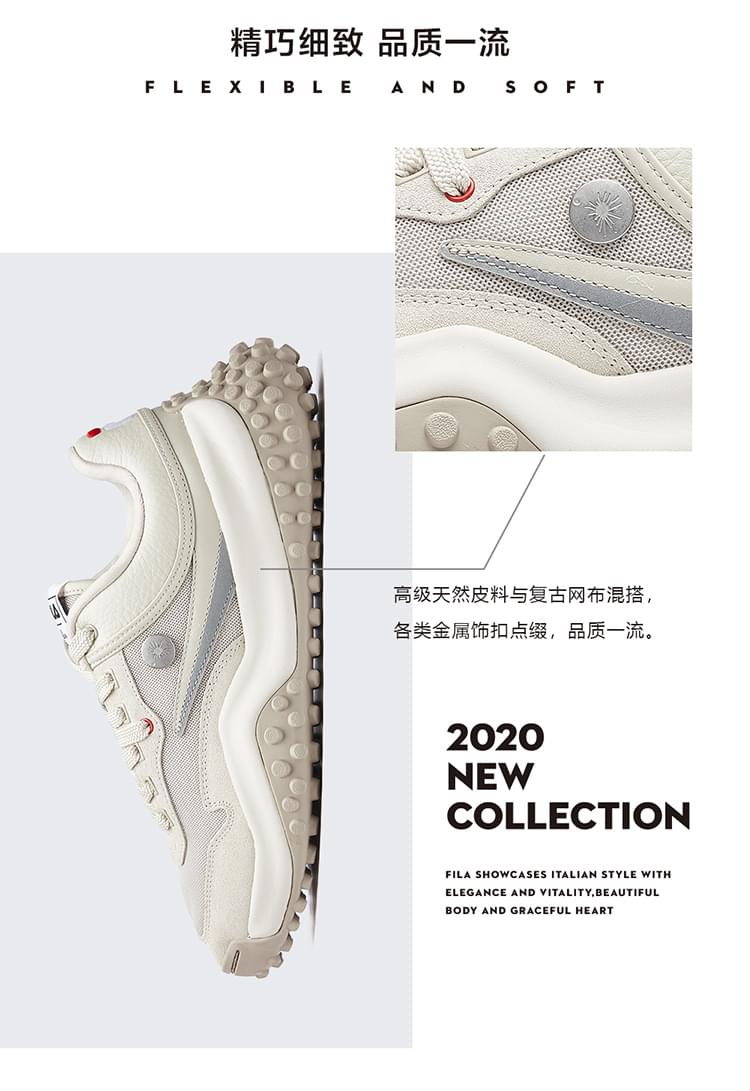 精巧细致 品质一流
FLEXIBLE AND SOFT
高级天然皮料与复古网布混搭，
各类金属饰扣点缀，品质一流。
2020
NEW
COLLECTION
FILA SHOWCASES ITALIAN STYLE WITH
ELEGANCE AND VITALITY,BEAUTIFUL
BODY AND GRACEFUL HEART